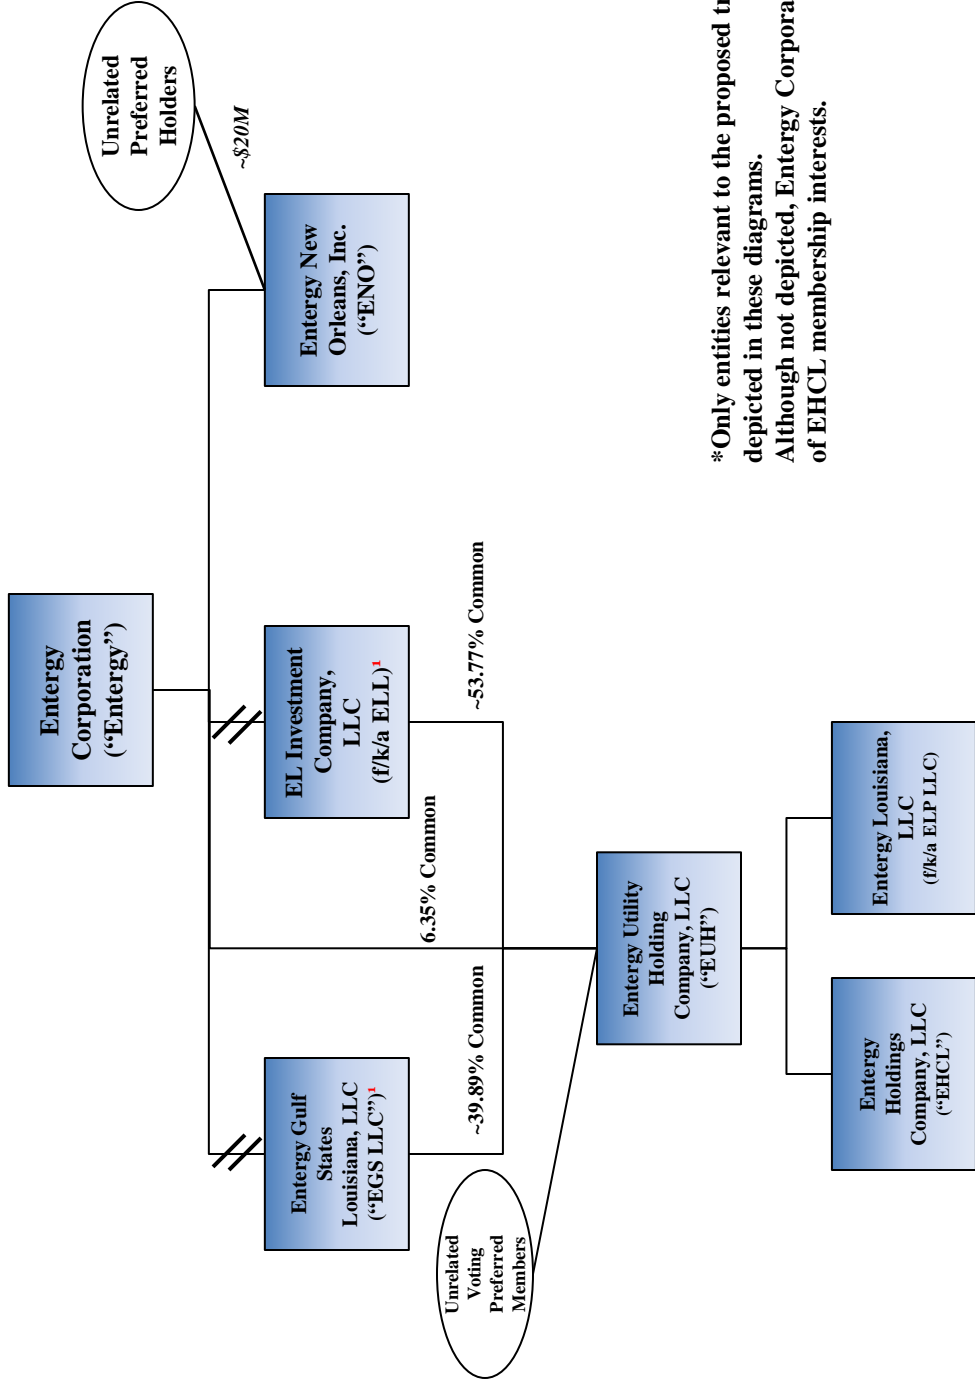 Entergy
Corporation
(“Entergy”)
Entergy Gulf
States
Louisiana, LLC
(“EGS LLC”)¹
EL Investment
Company,
LLC
(f/k/a ELL)¹
Entergy New
Orleans, Inc.
(“ENO”)
Unrelated
Preferred
Holders
~$20M
~39.89% Common
6.35% Common
~53.77% Common
Unrelated
Voting
Preferred
Members
Entergy Utility
Holding
Company, LLC
(“EUH”)
Entergy
Holdings
Company, LLC
(“EHCL”)
Entergy Louisiana,
LLC
(f/k/a ELP LLC)
*Only entities relevant to the proposed
depicted in these diagrams.
Although not depicted, Entergy
of EHCL membership interests.